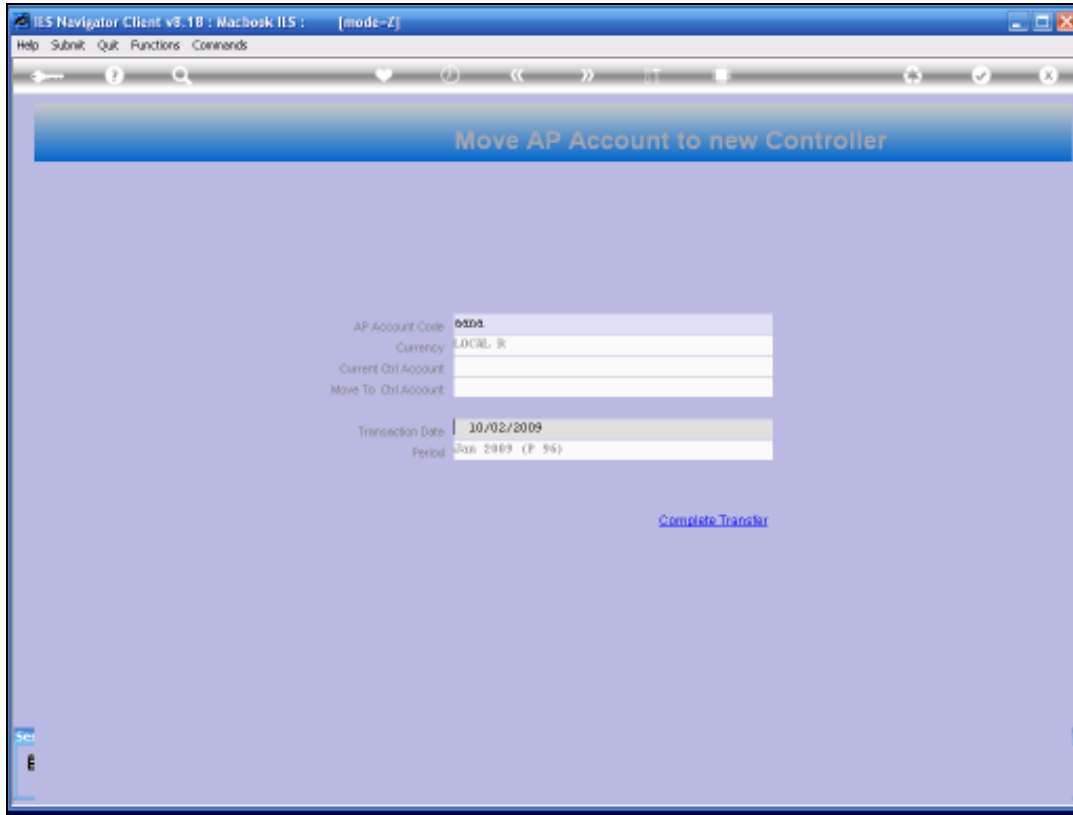 IES Navigator Client v8.18 : Macbook IES : [mode-Z]
Help Submit Quit Functions Commands
Move AP Account to new Controller
AP Account Code
Currency LOCAL R
Current Ctrl Account
Move To Ctrl Account
Transection Date 10/02/2009
Period Jan 2009 (P 96)
Complete Transfer